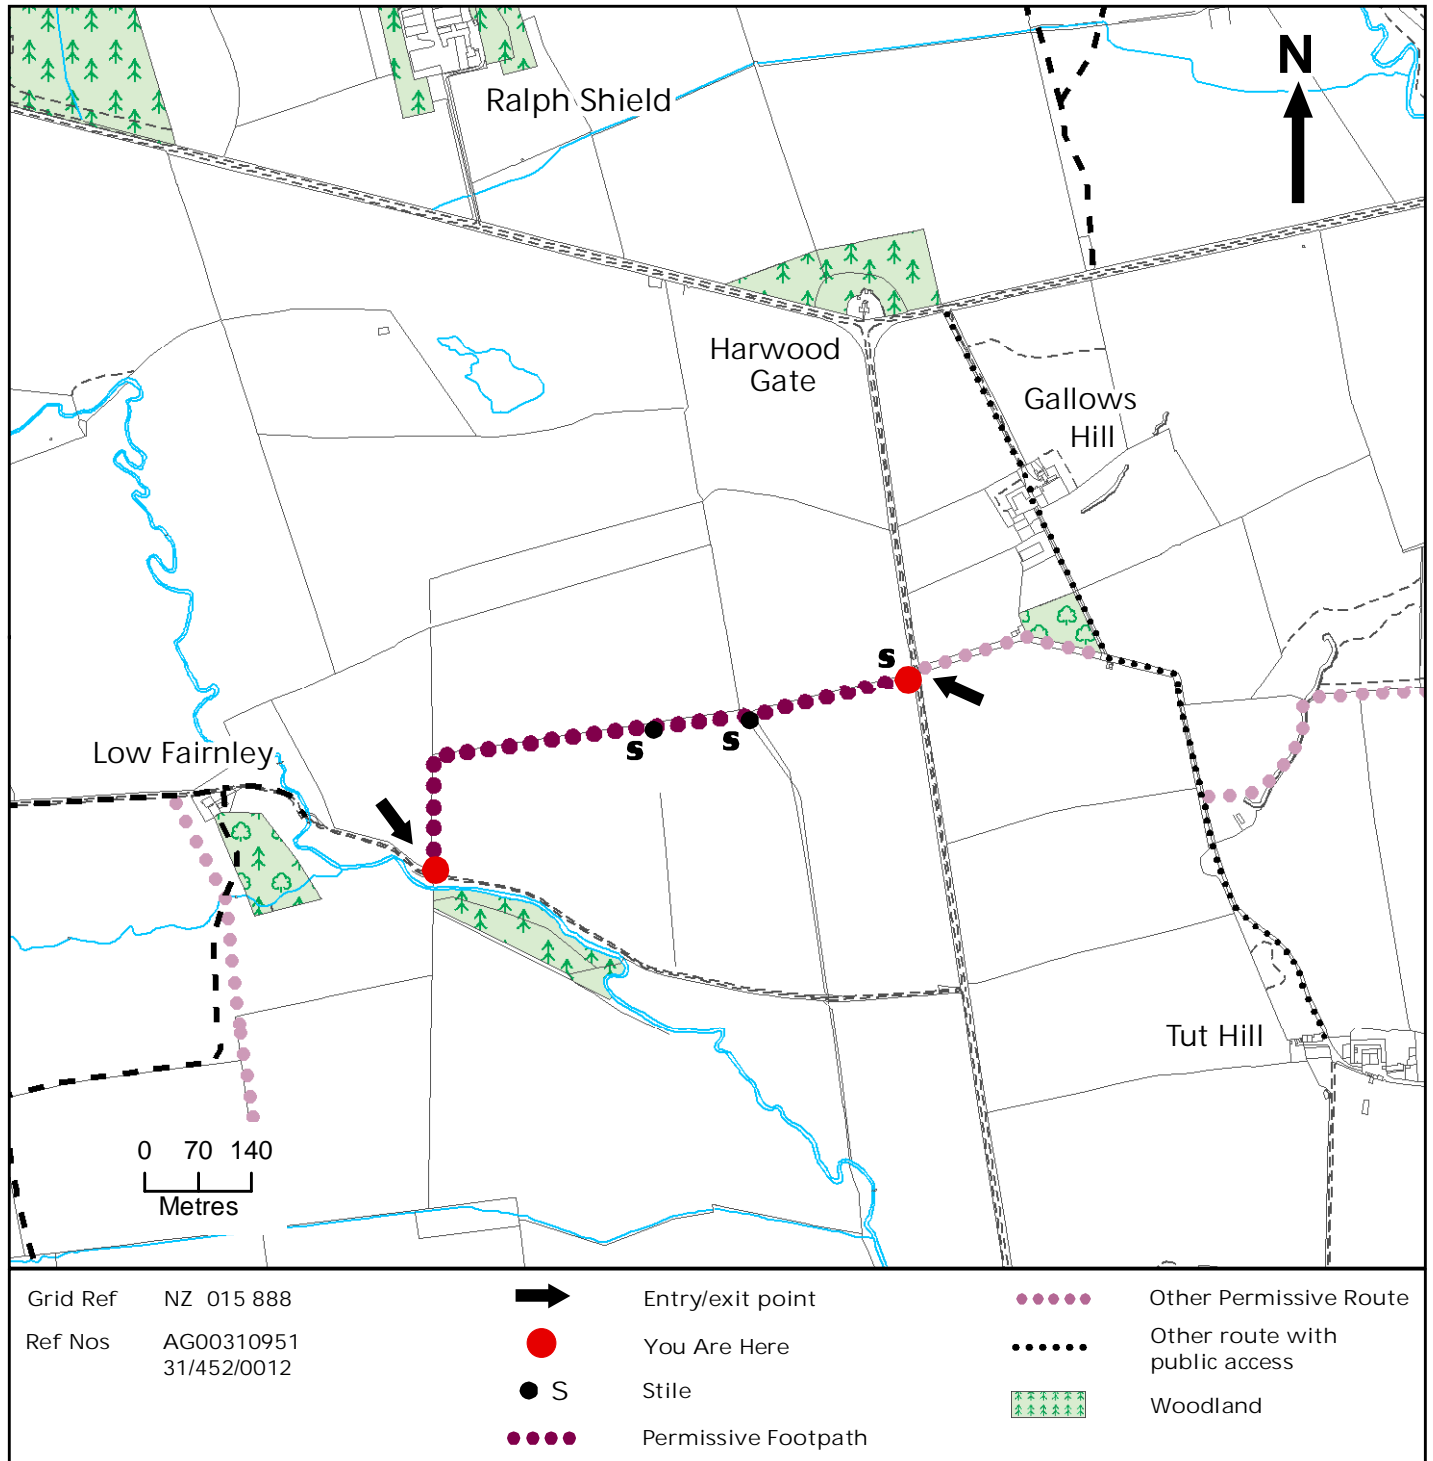 N
Ralph Shield
Harwood
Gate
Gallows
Hill
S
S
S
Low Fairnley
Tut Hill
0 70 140
Metres
Grid Ref NZ 015 888
Ref Nos AG00310951
31/452/0012
Entry/exit point
You Are Here
S Stile
Permissive Footpath
Other Permissive Route
Other route with
public access
Woodland